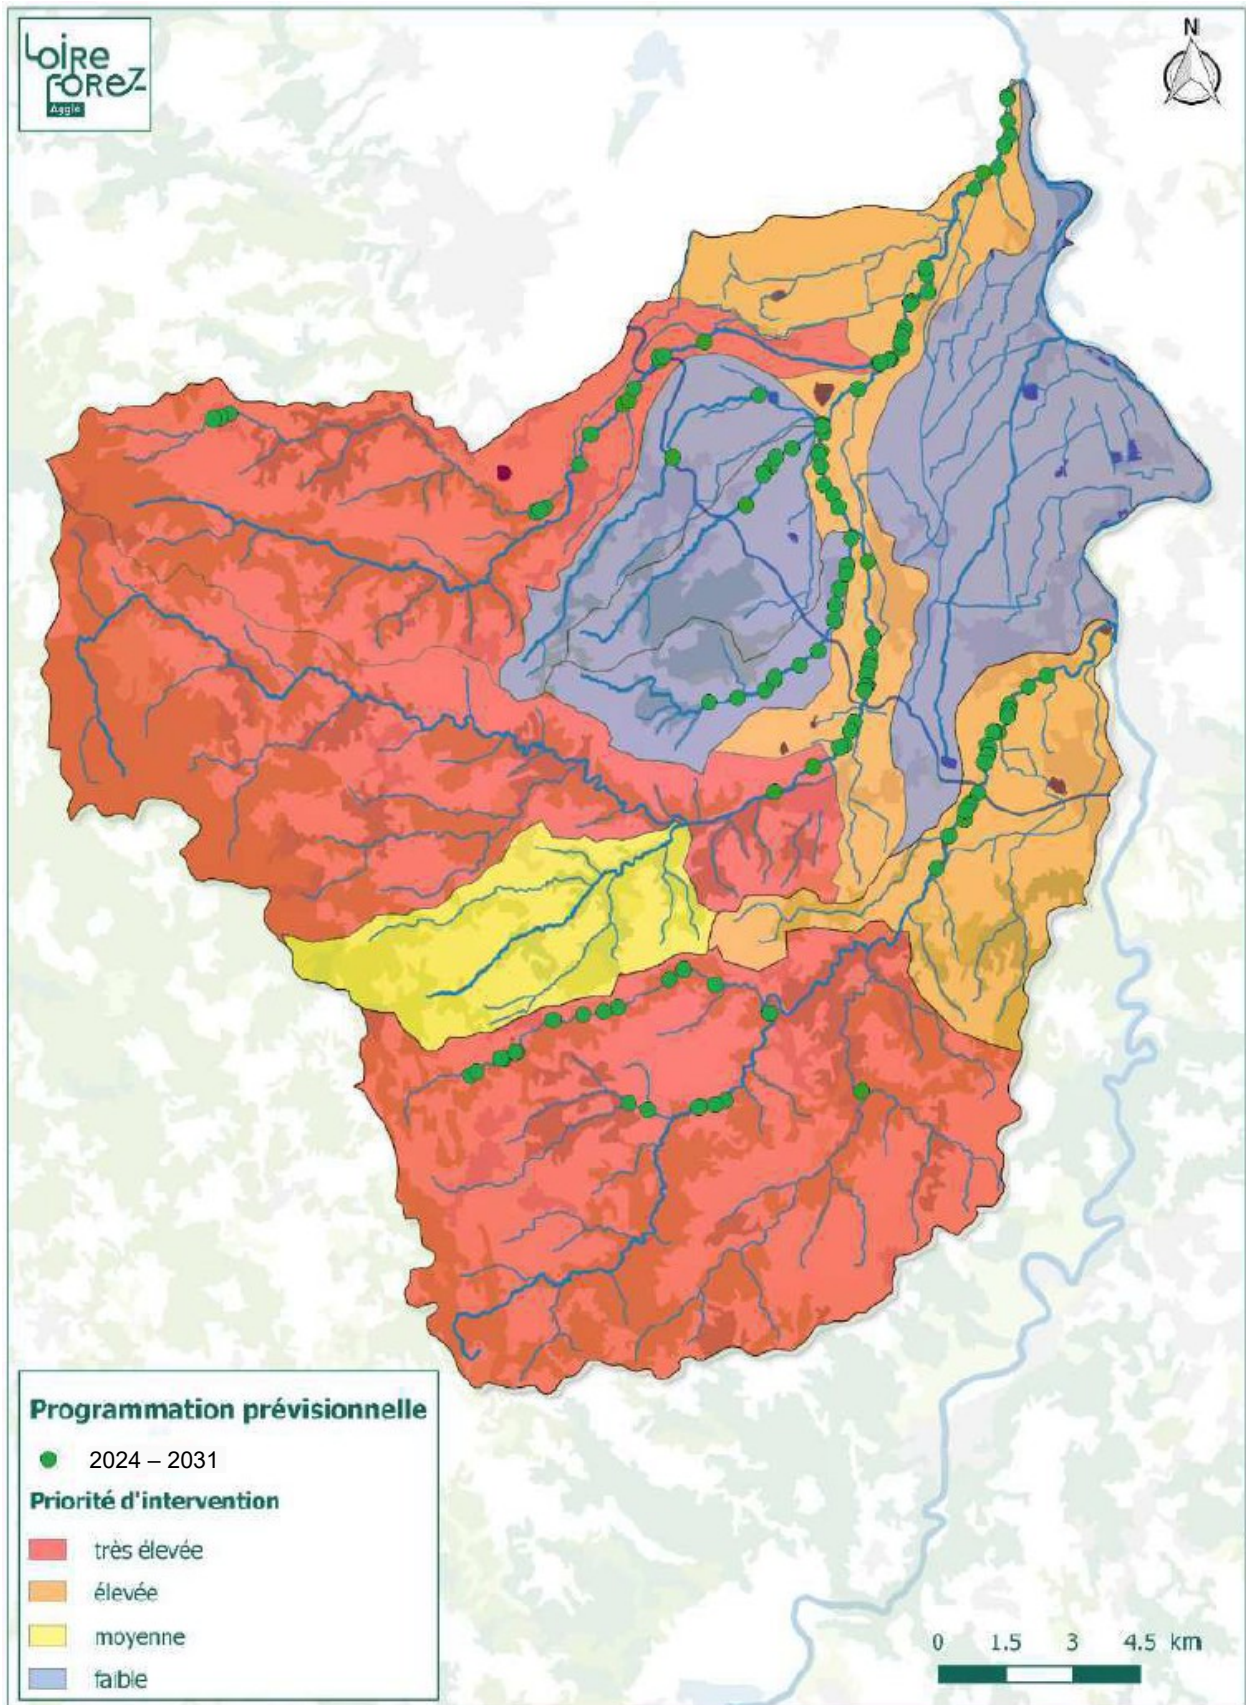 Loire
Forez
Agglo
N
Programmation prévisionnelle
2024 – 2031
Priorité d'intervention
très élevée
élevée
moyenne
faible
0 1.5 3 4.5 km